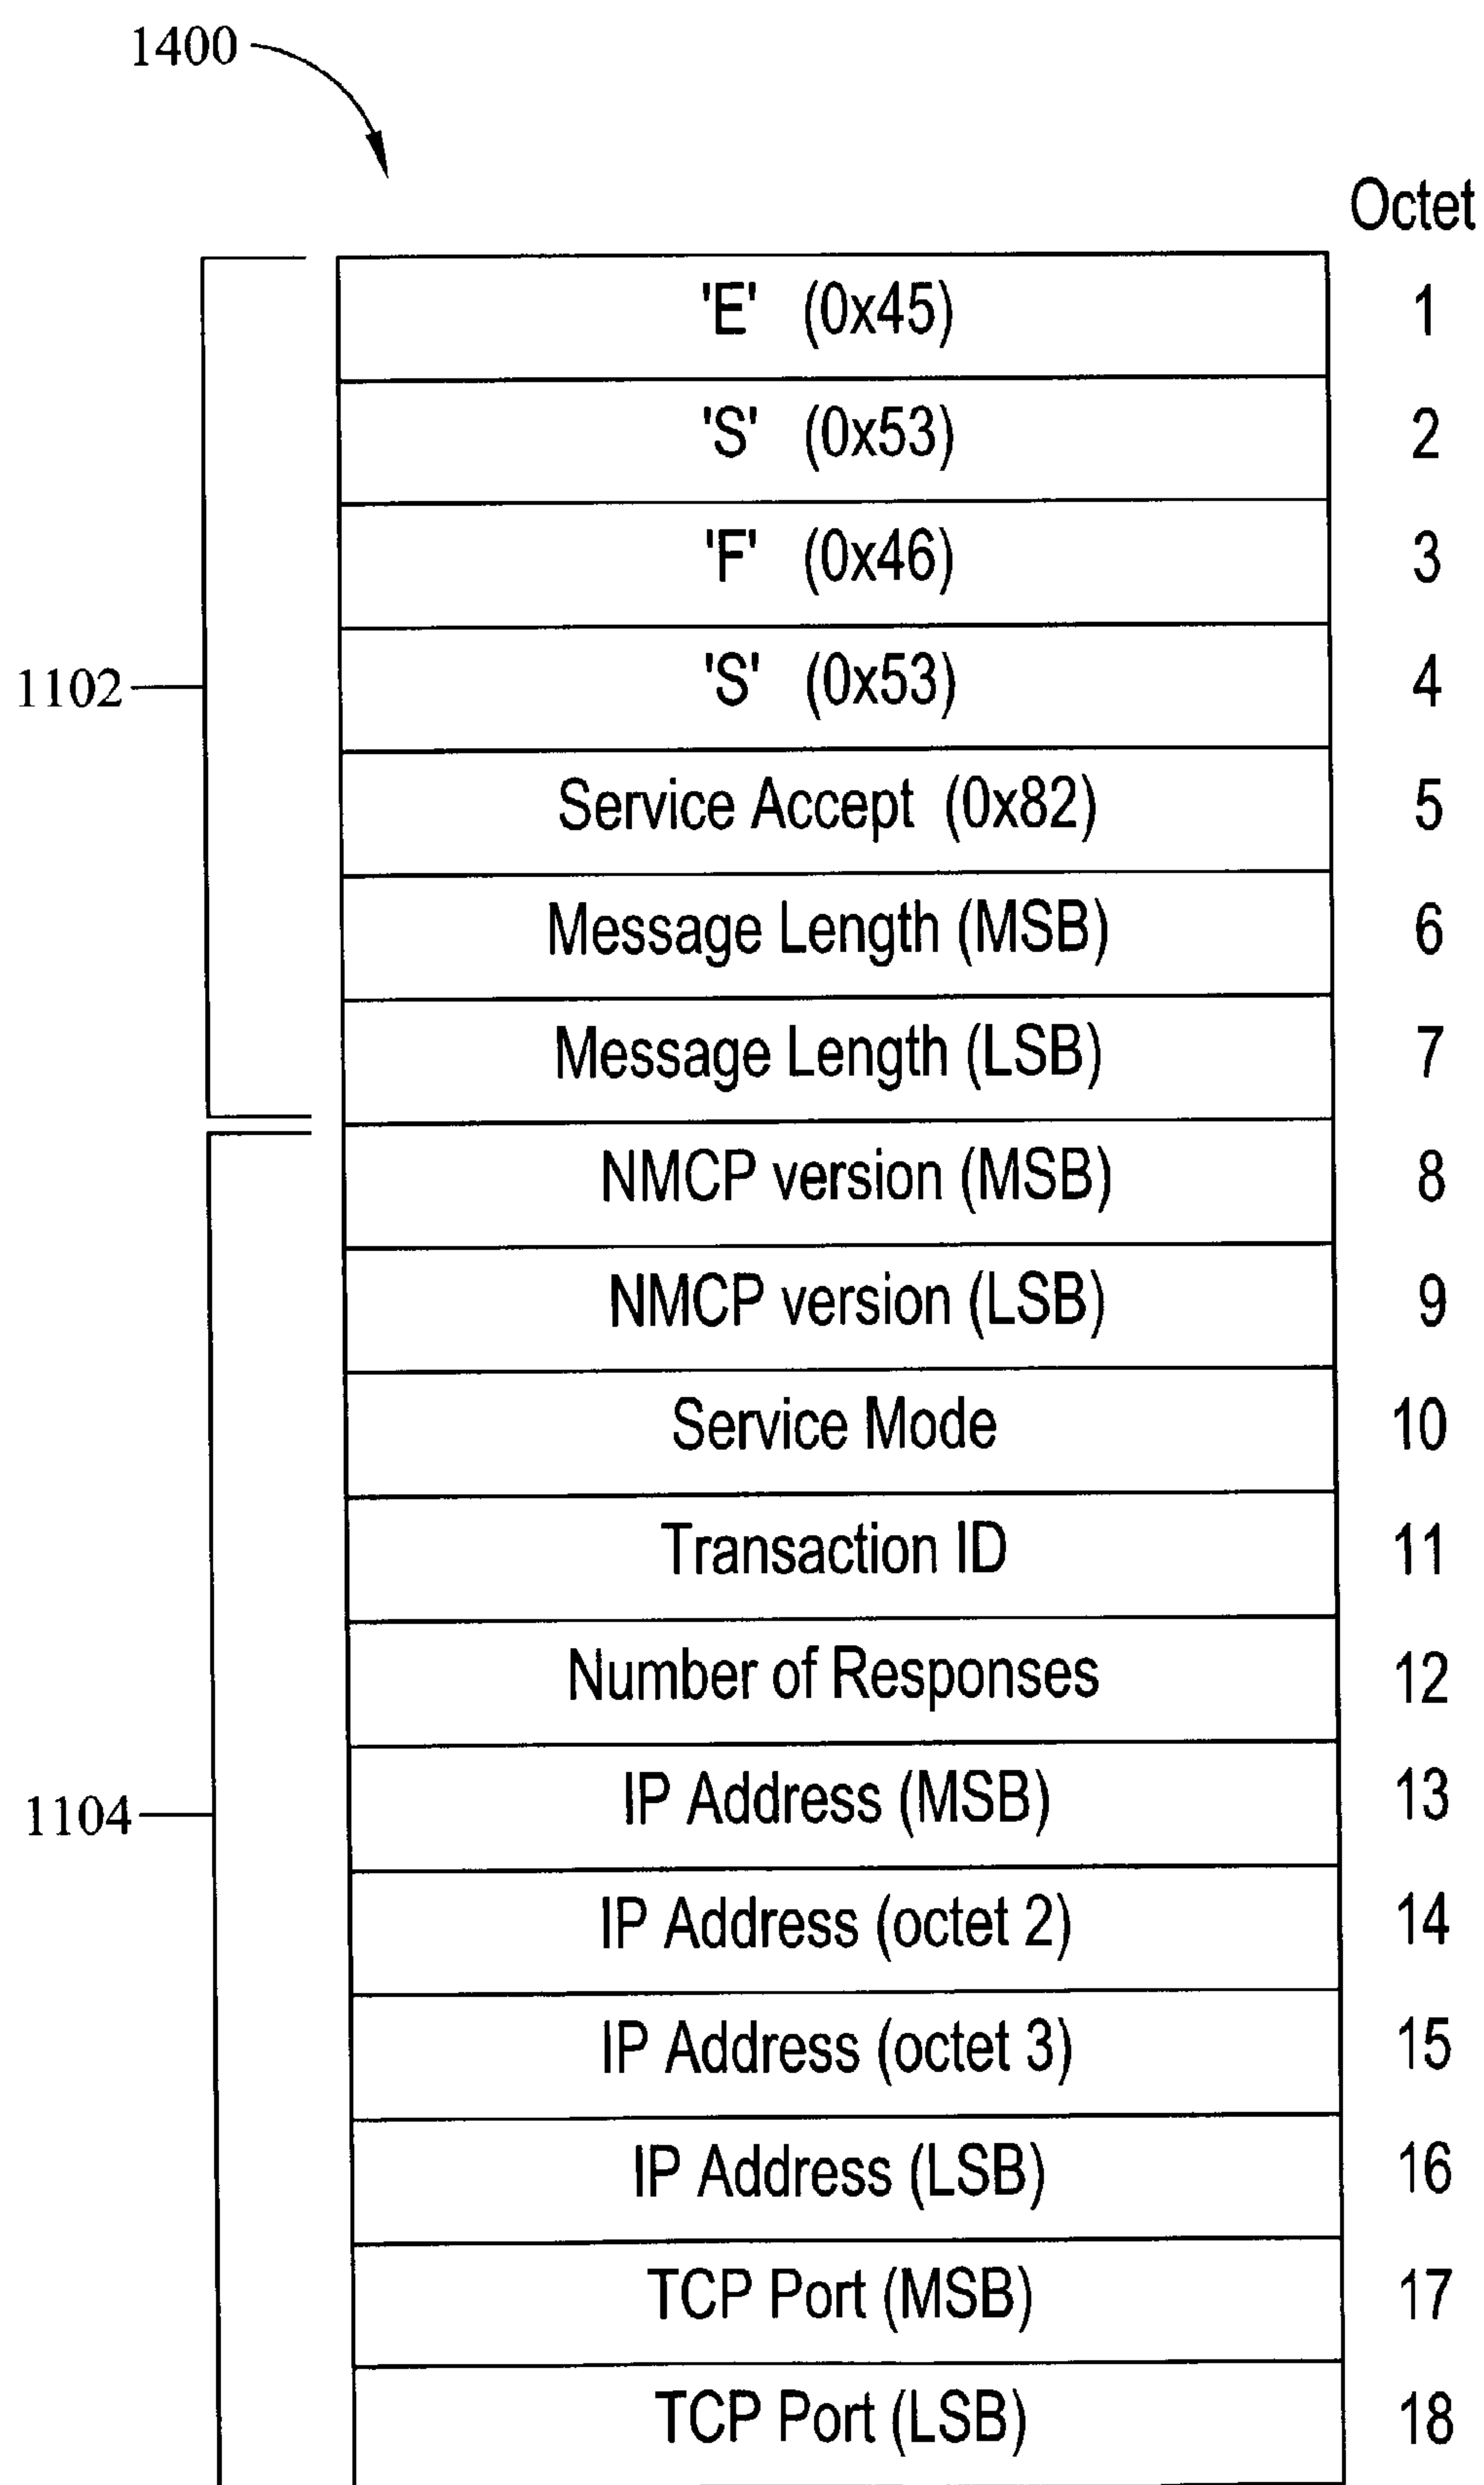 1400
Octet
'E' (0x45) 1
'S' (0x53) 2
'F' (0x46) 3
'S' (0x53) 4
1102
Service Accept (0x82) 5
Message Length (MSB) 6
Message Length (LSB) 7
NMCP version (MSB) 8
NMCP version (LSB) 9
Service Mode 10
Transaction ID 11
Number of Responses 12
IP Address (MSB) 13
1104
IP Address (octet 2) 14
IP Address (octet 3) 15
IP Address (LSB) 16
TCP Port (MSB) 17
TCP Port (LSB) 18